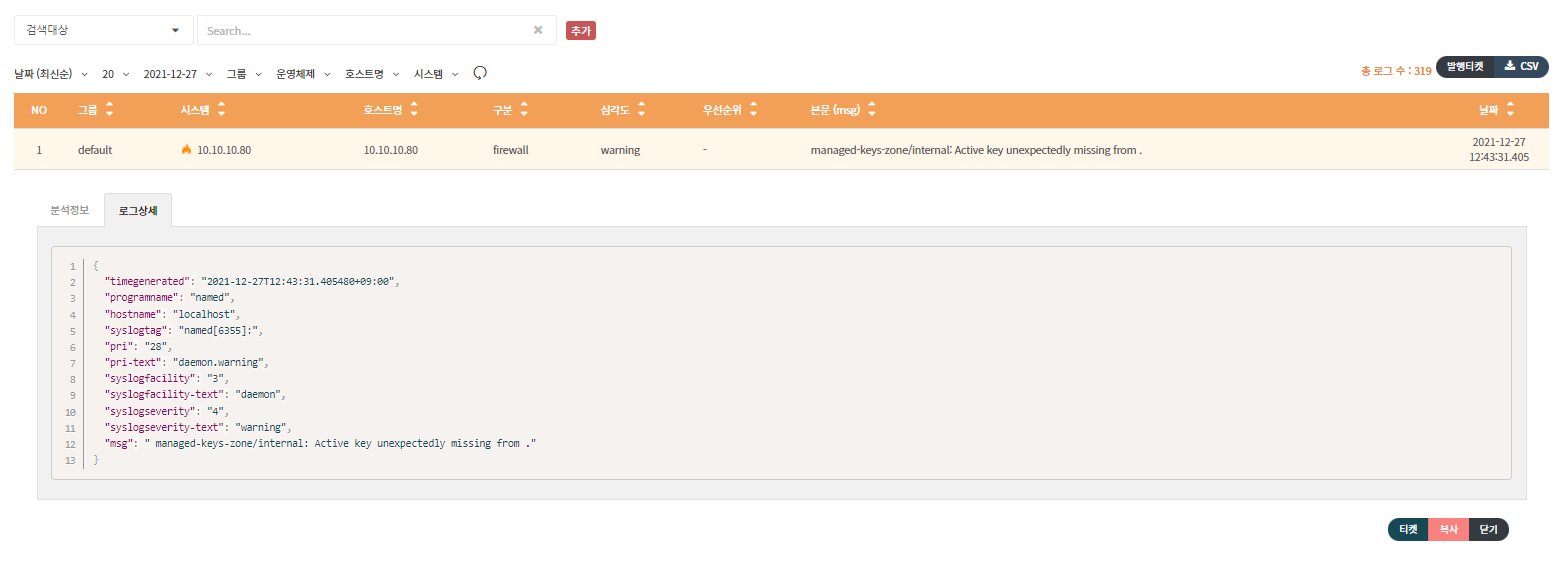 검색대상 Search... 추가
날짜 (최신순) 20 2021-12-27 그룹 운영체제 호스트명 시스템 총 로그 수 : 319 발행티켓 CSV
NO 그룹 시스템 호스트명 구분 심각도 우선순위 본문 (msg) 날짜
1 default 10.10.10.80 10.10.10.80 firewall warning - managed-keys-zone/internal: Active key unexpectedly missing from . 2021-12-27
12:43:31.405
분석정보 로그상세
1 {
2 "timegenerated": "2021-12-27T12:43:31.405480+09:00",
3 "programname": "named",
4 "hostname": "localhost",
5 "syslogtag": "named[6355]:",
6 "pri": "28",
7 "pri-text": "daemon.warning",
8 "syslogfacility": "3",
9 "syslogfacility-text": "daemon",
10 "syslogseverity": "4",
11 "syslogseverity-text": "warning",
12 "msg": " managed-keys-zone/internal: Active key unexpectedly missing from ."
13 }
티켓 복사 닫기